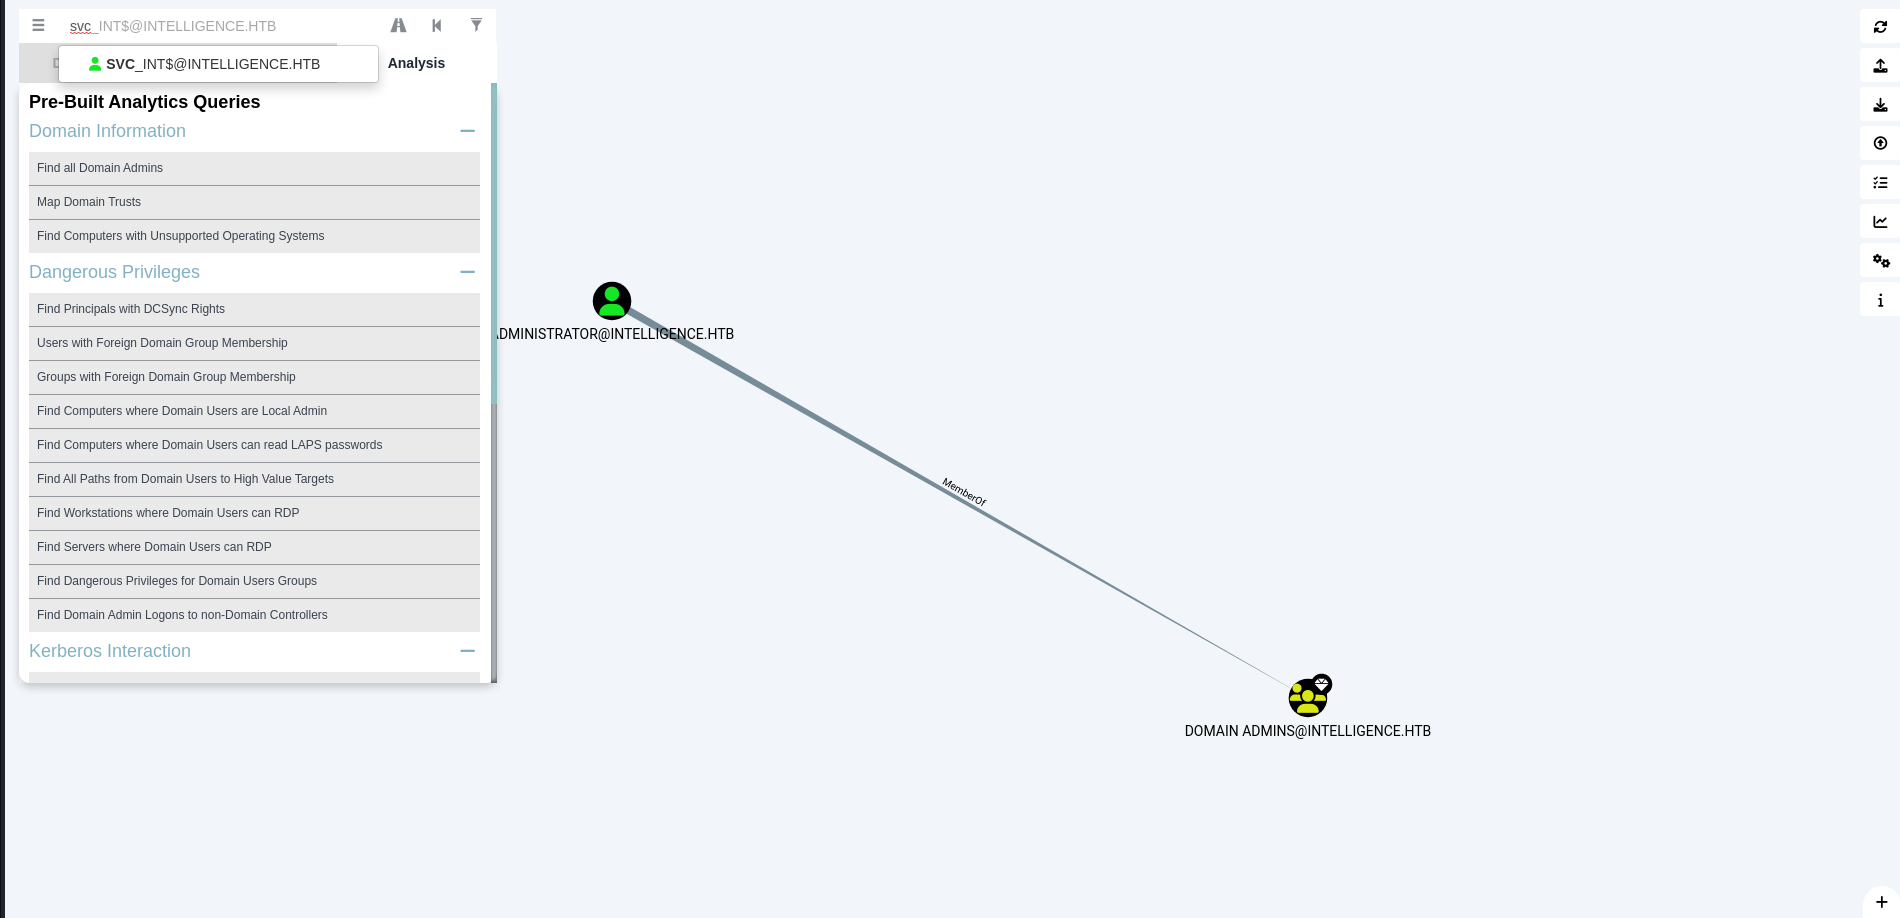 svc_INT$@INTELLIGENCE.HTB
SVC_INT$@INTELLIGENCE.HTB
Analysis
Pre-Built Analytics Queries
Domain Information
Find all Domain Admins
Map Domain Trusts
Find Computers with Unsupported Operating Systems
Dangerous Privileges
Find Principals with DCSync Rights
Users with Foreign Domain Group Membership
Groups with Foreign Domain Group Membership
Find Computers where Domain Users are Local Admin
Find Computers where Domain Users can read LAPS passwords
Find All Paths from Domain Users to High Value Targets
Find Workstations where Domain Users can RDP
Find Servers where Domain Users can RDP
Find Dangerous Privileges for Domain Users Groups
Find Domain Admin Logons to non-Domain Controllers
Kerberos Interaction
ADMINISTRATOR@INTELLIGENCE.HTB
MemberOf
DOMAIN ADMINS@INTELLIGENCE.HTB